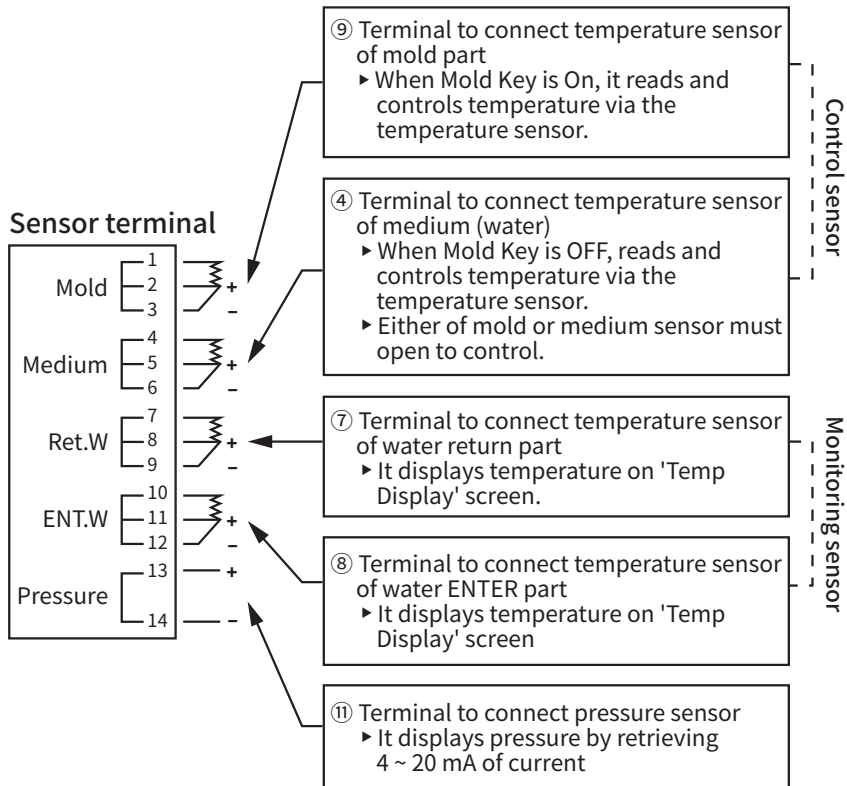 ⑨ Terminal to connect temperature sensor
of mold part
▶ When Mold Key is On, it reads and
controls temperature via the
temperature sensor.
④ Terminal to connect temperature sensor
of medium (water)
▶ When Mold Key is OFF, reads and
controls temperature via the
temperature sensor.
▶ Either of mold or medium sensor must
open to control.
Control sensor
Sensor terminal
Mold
1
2 +
3 –
Medium
4
5 +
6 –
Ret.W
7
8 +
9 –
ENT.W
10
11 +
12 –
Pressure
13 +
14 –
⑦ Terminal to connect temperature sensor
of water return part
▶ It displays temperature on 'Temp
Display' screen.
⑧ Terminal to connect temperature sensor
of water ENTER part
▶ It displays temperature on 'Temp
Display' screen
Monitoring sensor
⑪ Terminal to connect pressure sensor
▶ It displays pressure by retrieving
4 ~ 20 mA of current